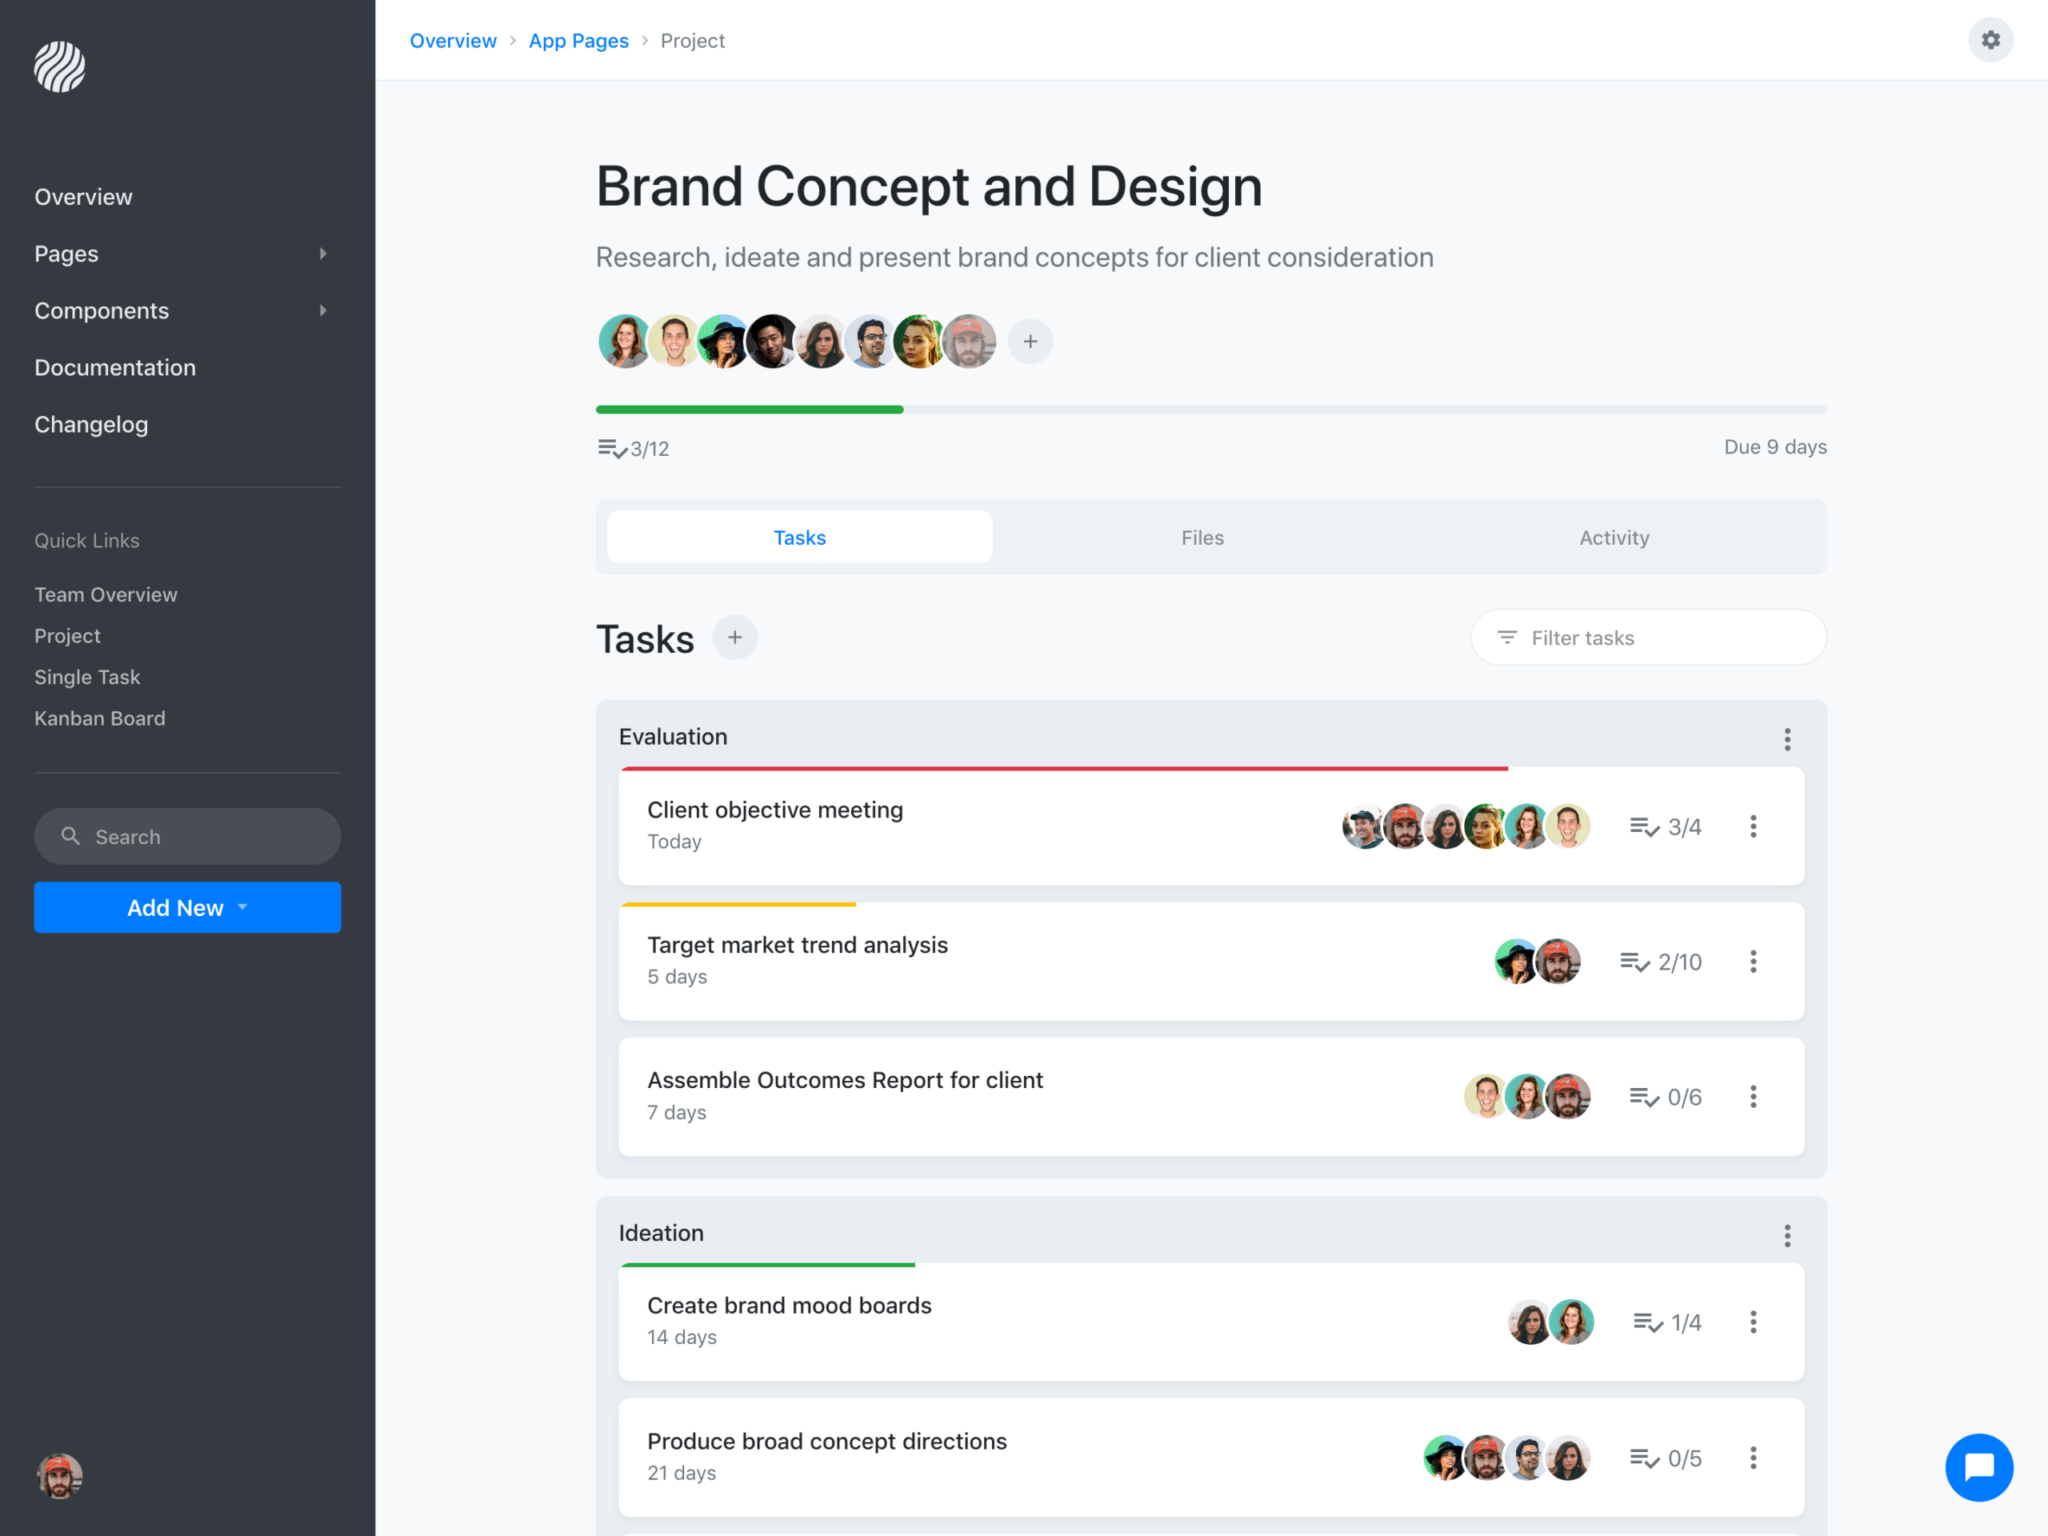 Overview
Pages
Components
Documentation
Changelog
Quick Links
Team Overview
Project
Single Task
Kanban Board
Search
Add New
Overview > App Pages > Project
Brand Concept and Design
Research, ideate and present brand concepts for client consideration
+
3/12
Due 9 days
Tasks Files Activity
Tasks +
Filter tasks
Evaluation
Client objective meeting
Today
3/4
Target market trend analysis
5 days
2/10
Assemble Outcomes Report for client
7 days
0/6
Ideation
Create brand mood boards
14 days
1/4
Produce broad concept directions
21 days
0/5